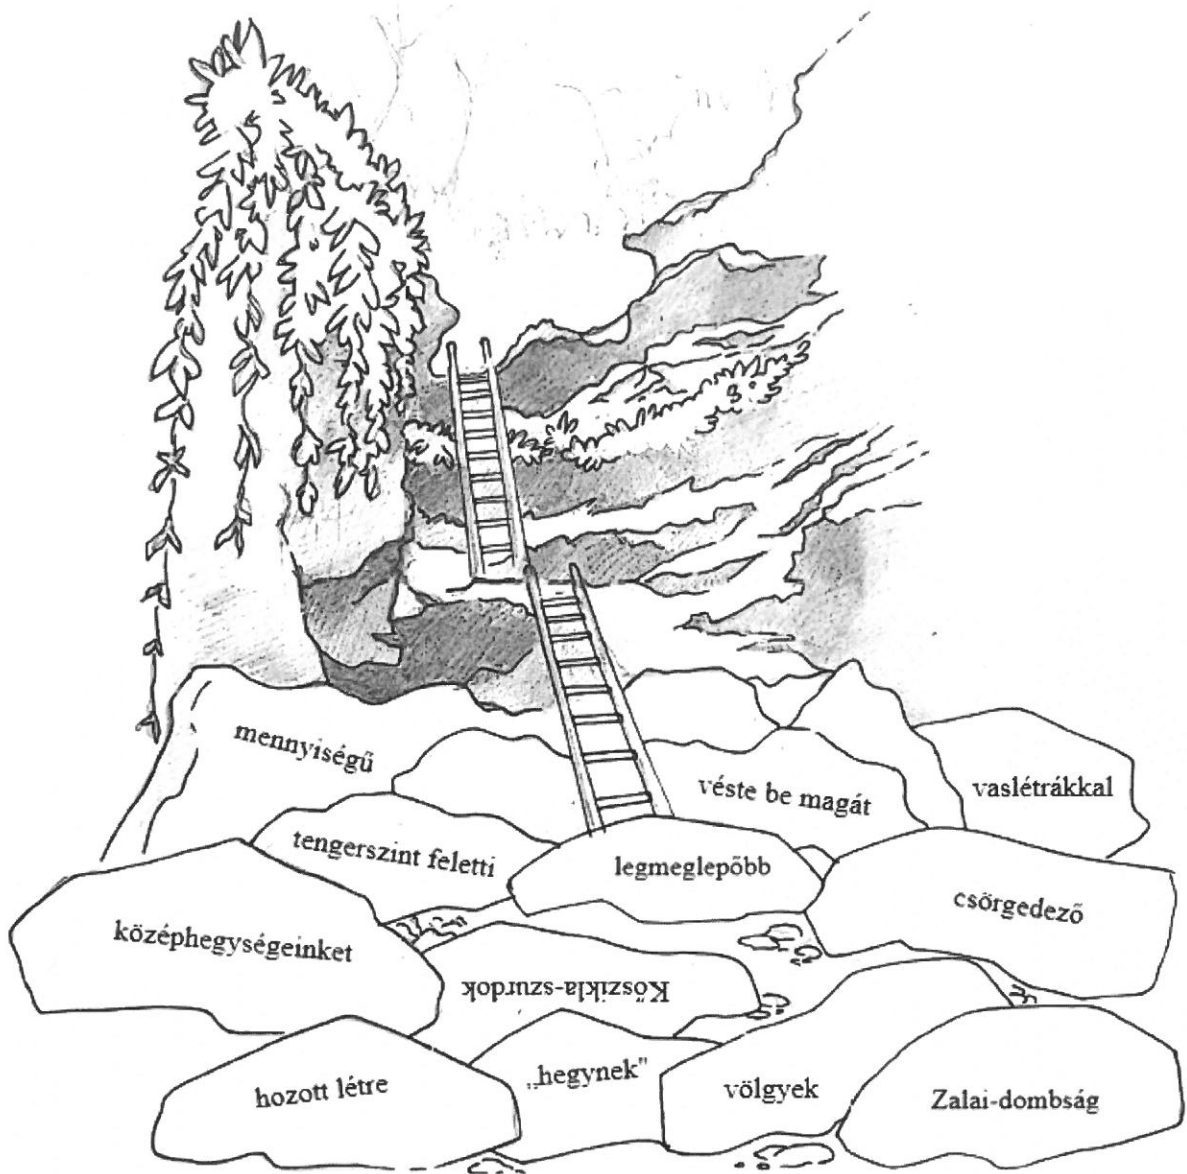 mennyiségű
véste be magát
vaslétrákkal
tengerszint feletti
legmeglepőbb
csörgedező
középhegységeinket
Kőszikla-szurdok
hozott létre
„hegynek"
völgyek
Zalai-dombság